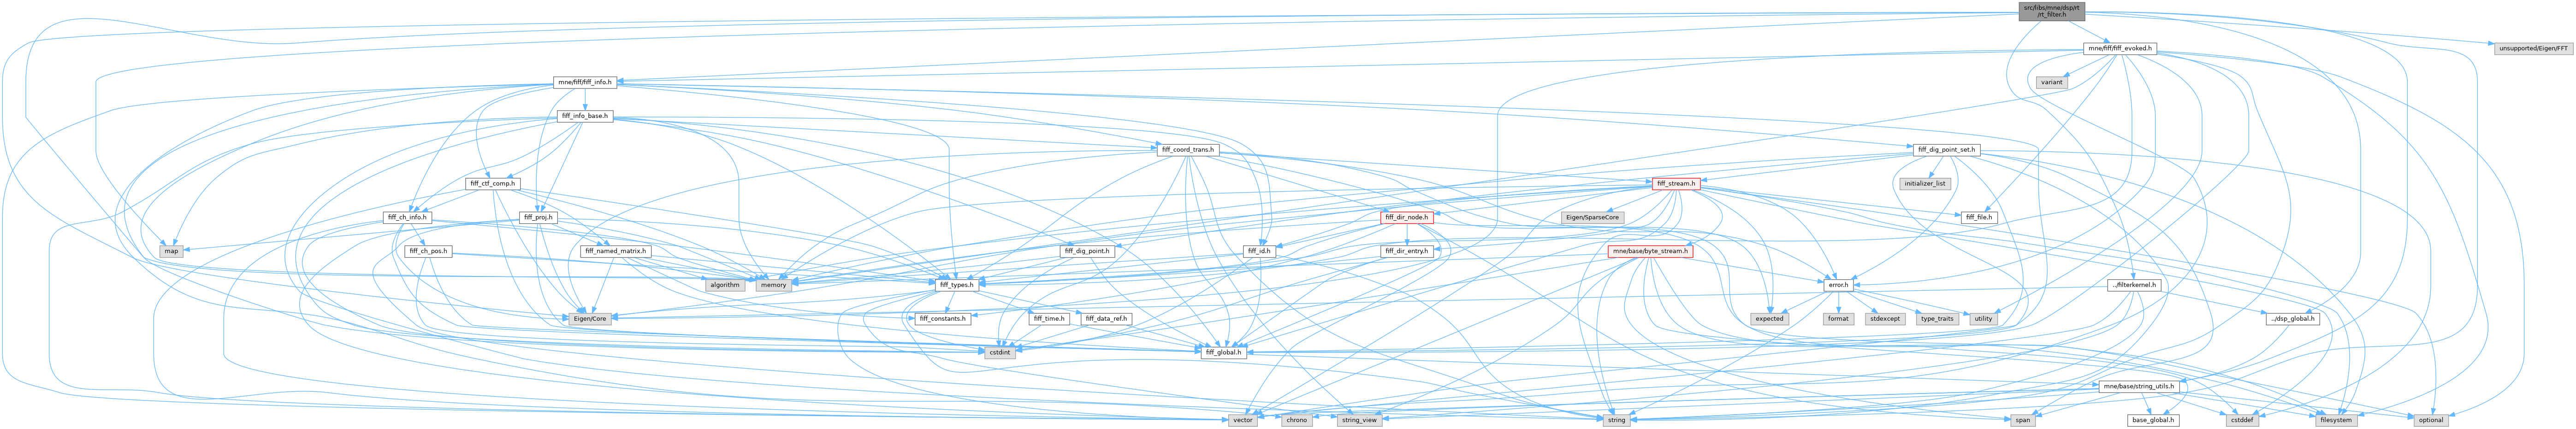 src/libs/mne/dsp/rt
/rt_filter.h
mne/fiff/fiff_evoked.h
unsupported/Eigen/FFT
mne/fiff/fiff_info.h
variant
fiff_info_base.h
fiff_coord_trans.h
fiff_dig_point_set.h
fiff_ctf_comp.h
fiff_stream.h
initializer_list
fiff_ch_info.h
fiff_proj.h
fiff_dir_node.h
Eigen/SparseCore
fiff_file.h
map
fiff_ch_pos.h
fiff_named_matrix.h
fiff_dig_point.h
fiff_id.h
fiff_dir_entry.h
mne/base/byte_stream.h
algorithm
memory
fiff_types.h
error.h
../filterkernel.h
Eigen/Core
fiff_constants.h
fiff_time.h
fiff_data_ref.h
expected
format
stdexcept
type_traits
utility
../dsp_global.h
cstdint
fiff_global.h
mne/base/string_utils.h
vector
chrono
string_view
string
span
base_global.h
cstddef
filesystem
optional